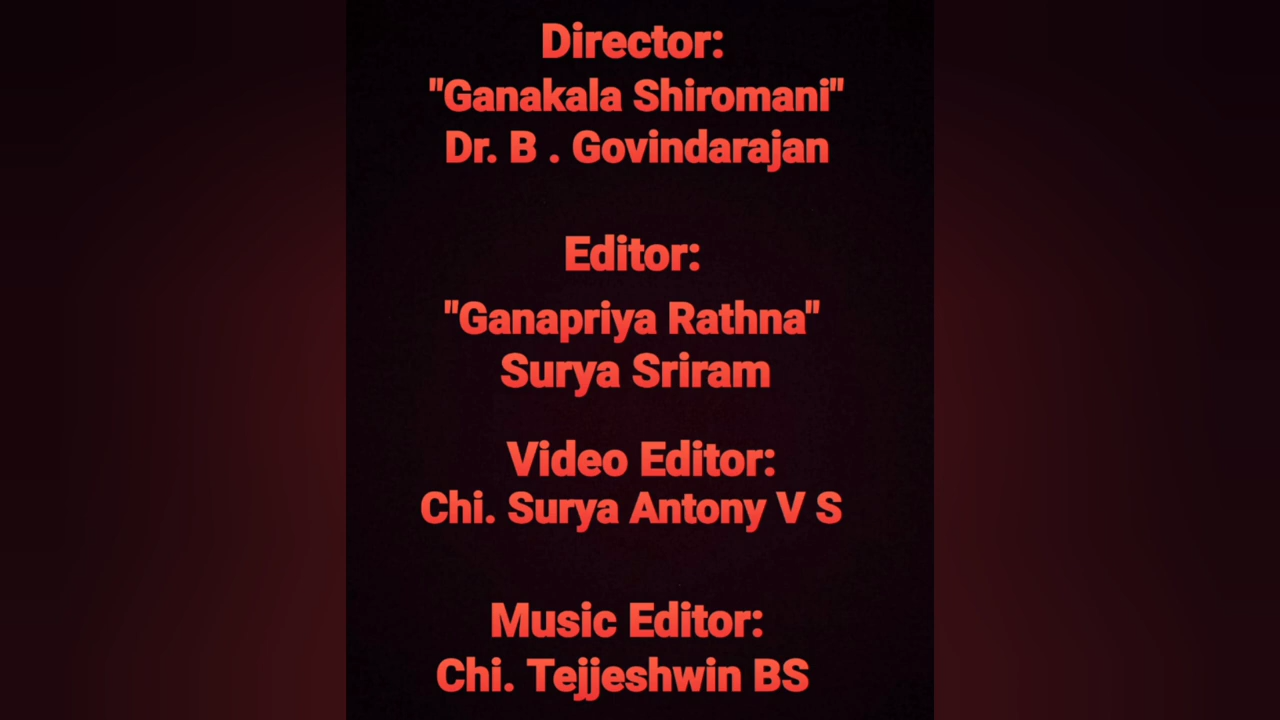 Director:
"Ganakala Shiromani"
Dr. B . Govindarajan
Editor:
"Ganapriya Rathna"
Surya Sriram
Video Editor:
Chi. Surya Antony V S
Music Editor:
Chi. Tejjeshwin BS